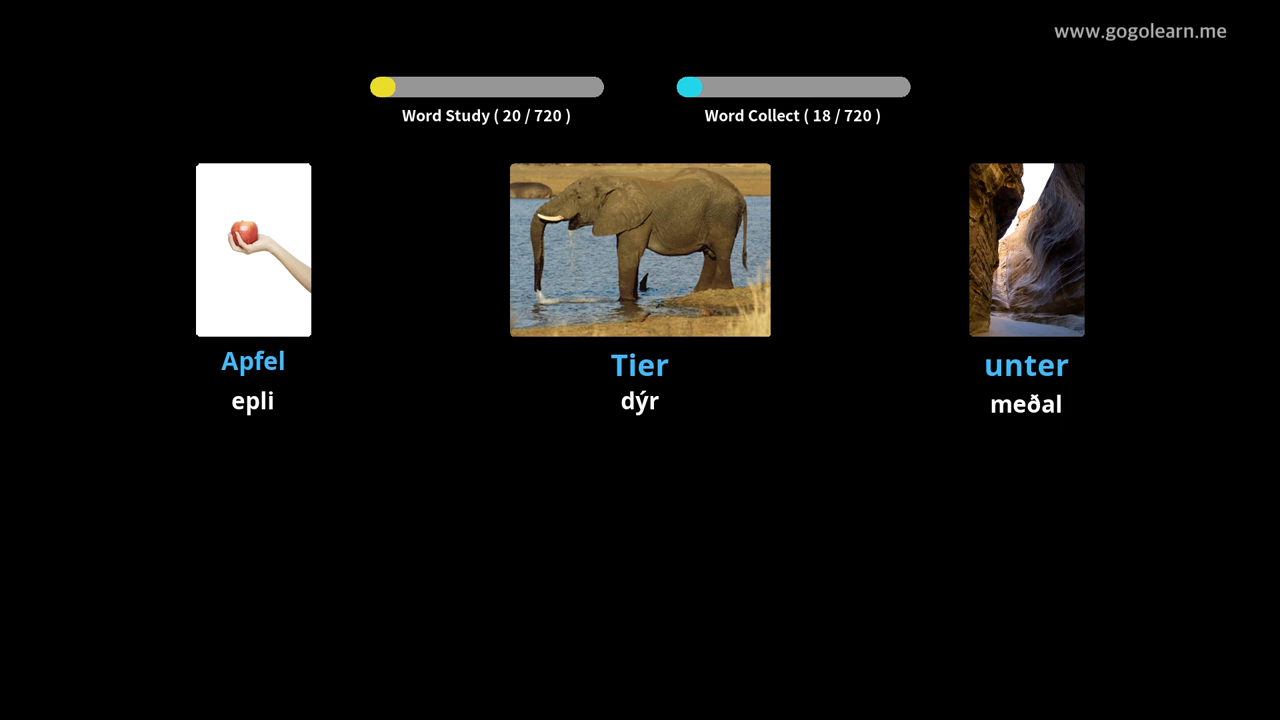 www.gogolearn.me
Word Study ( 20 / 720 )
Word Collect ( 18 / 720 )
Apfel
epli
Tier
dýr
unter
meðal